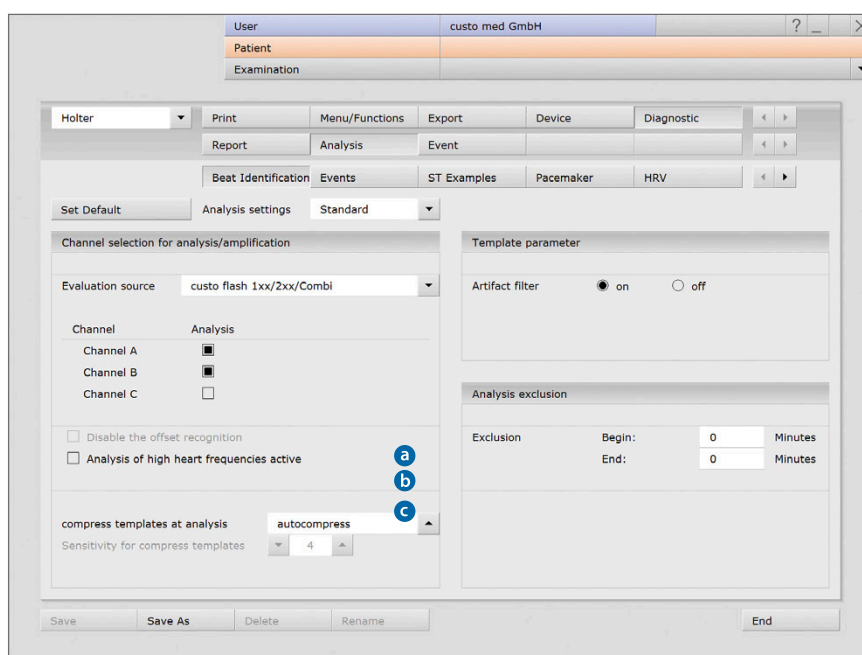 User custo med GmbH ? _ X
Patient
Examination
Holter Print Menu/Functions Export Device Diagnostic
Report Analysis Event
Beat Identification Events ST Examples Pacemaker HRV
Set Default Analysis settings Standard
Channel selection for analysis/amplification
Evaluation source custo flash 1xx/2xx/Combi
Channel Analysis
Channel A
Channel B
Channel C
Disable the offset recognition
Analysis of high heart frequencies active a
b
c
compress templates at analysis autocompress
Sensitivity for compress templates 4
Template parameter
Artifact filter on off
Analysis exclusion
Exclusion Begin: 0 Minutes
End: 0 Minutes
Save Save As Delete Rename End